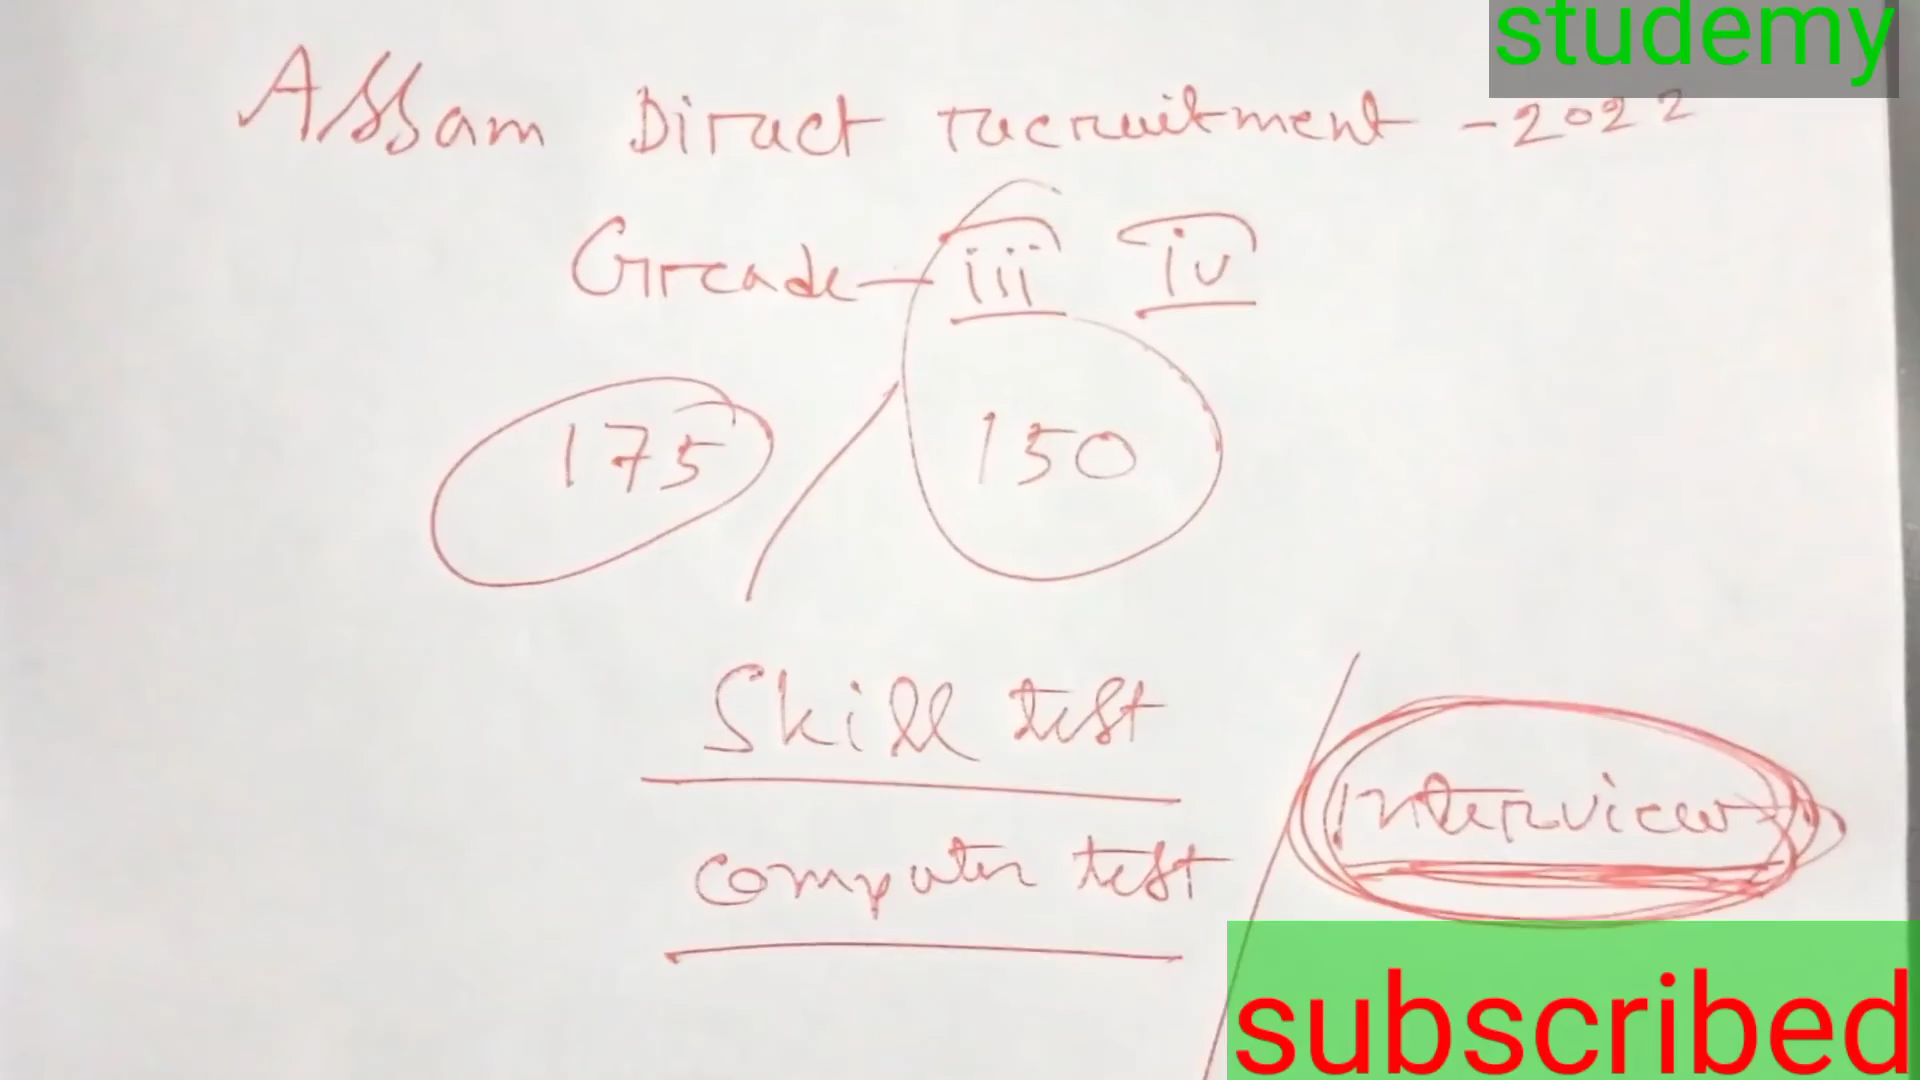 studemy
Assam Direct recruitment - 2022
Grade - iii iv
175 150
Skill test
Interview
computer test
subscribed